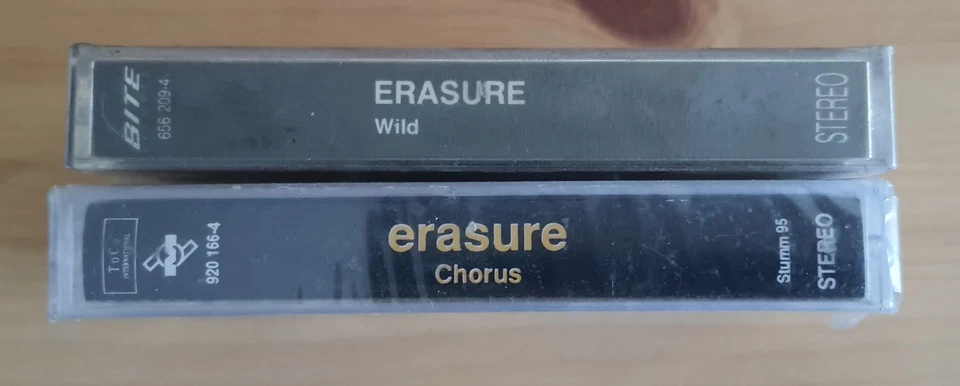 BITE
656 209-4
ERASURE
Wild
STEREO
ToCo
INTERNATIONAL
920 166-4
erasure
Chorus
Stumm 95
STEREO